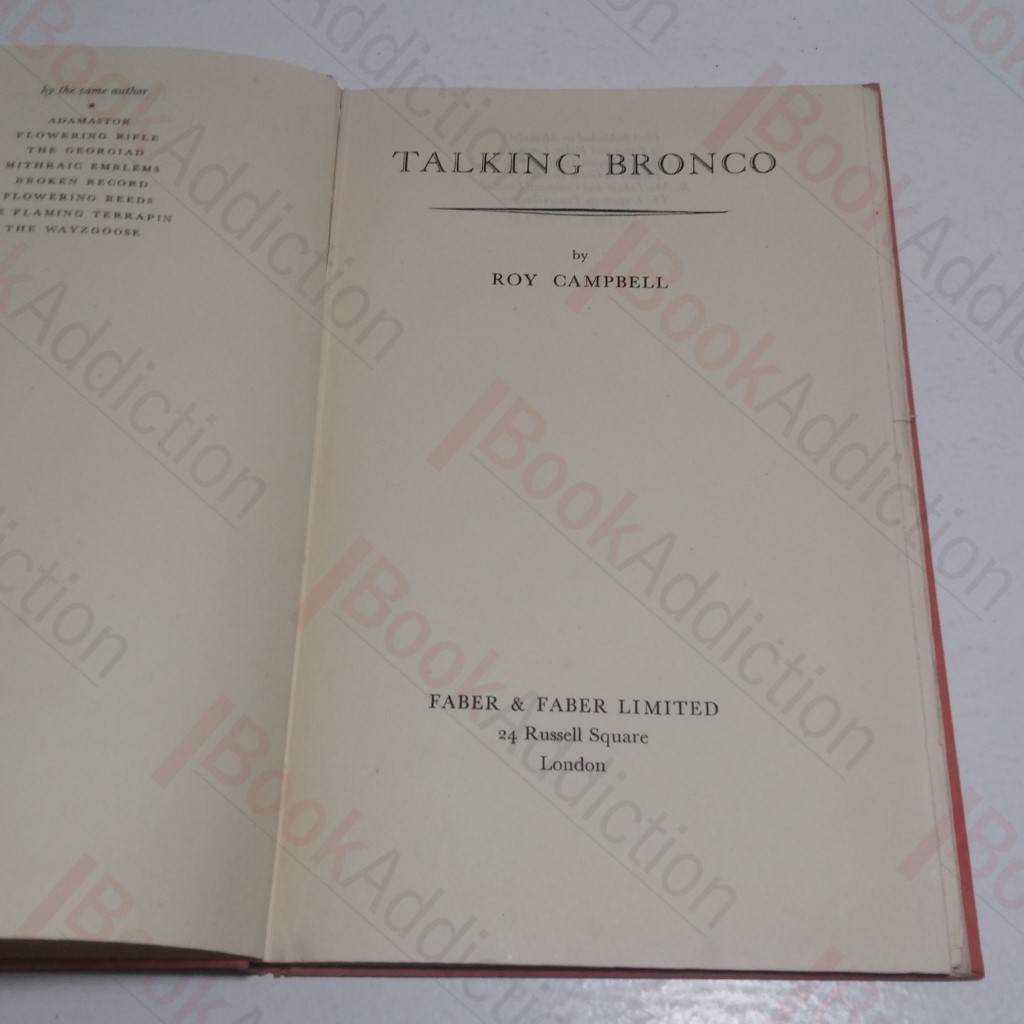 by the same author
ADAMASTOR
FLOWERING RIFLE
THE GEORGIAD
MITHRAIC EMBLEMS
BROKEN RECORD
FLOWERING REEDS
FLAMING TERRAPIN
THE WAYZGOOSE
TALKING BRONCO
by
ROY CAMPBELL
FABER & FABER LIMITED
24 Russell Square
London
BookAddiction